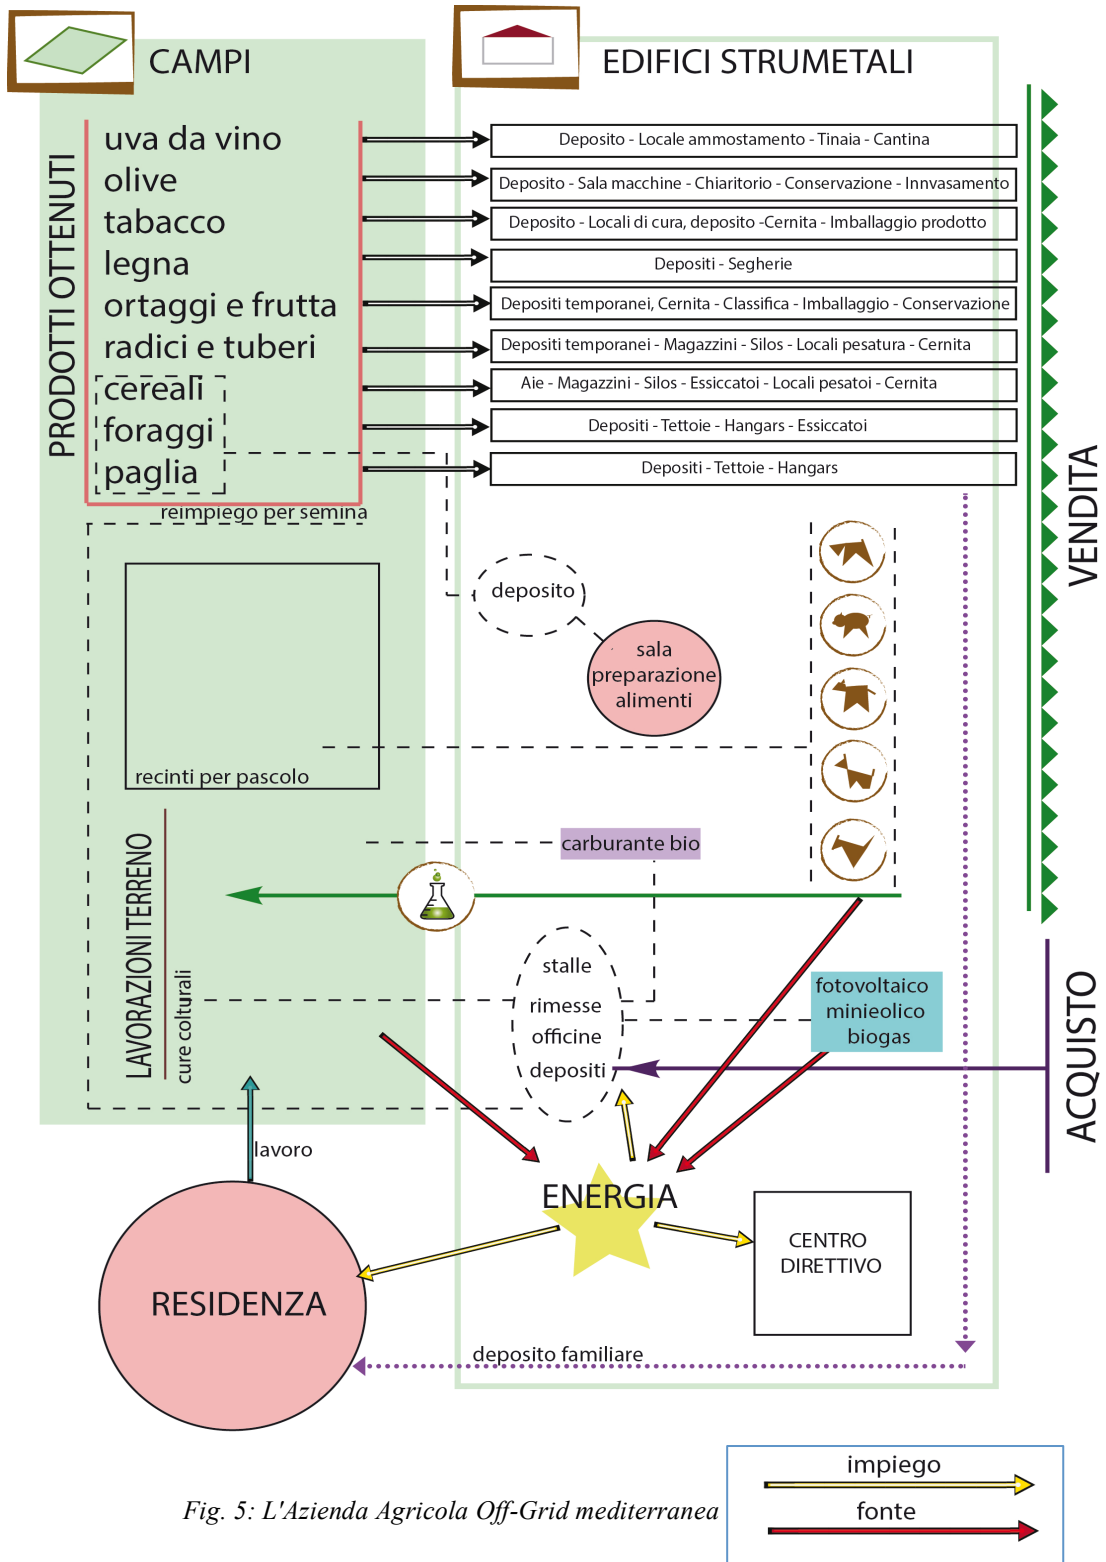 CAMPI
EDIFICI STRUMETALI
PRODOTTI OTTENUTI
uva da vino
Deposito - Locale ammostamento - Tinaia - Cantina
olive
Deposito - Sala macchine - Chiaritorio - Conservazione - Innvasamento
tabacco
Deposito - Locali di cura, deposito -Cernita - Imballaggio prodotto
legna
Depositi - Segherie
ortaggi e frutta
Depositi temporanei, Cernita - Classifica - Imballaggio - Conservazione
radici e tuberi
Depositi temporanei - Magazzini - Silos - Locali pesatura - Cernita
cereali
Aie - Magazzini - Silos - Essiccatoi - Locali pesatoi - Cernita
foraggi
Depositi - Tettoie - Hangars - Essiccatoi
paglia
Depositi - Tettoie - Hangars
VENDITA
reimpiego per semina
deposito
sala
preparazione
alimenti
recinti per pascolo
carburante bio
LAVORAZIONI TERRENO
cure colturali
stalle
rimesse
officine
depositi
fotovoltaico
minieolico
biogas
ACQUISTO
lavoro
ENERGIA
CENTRO
DIRETTIVO
RESIDENZA
deposito familiare
impiego
fonte
Fig. 5: L'Azienda Agricola Off-Grid mediterranea